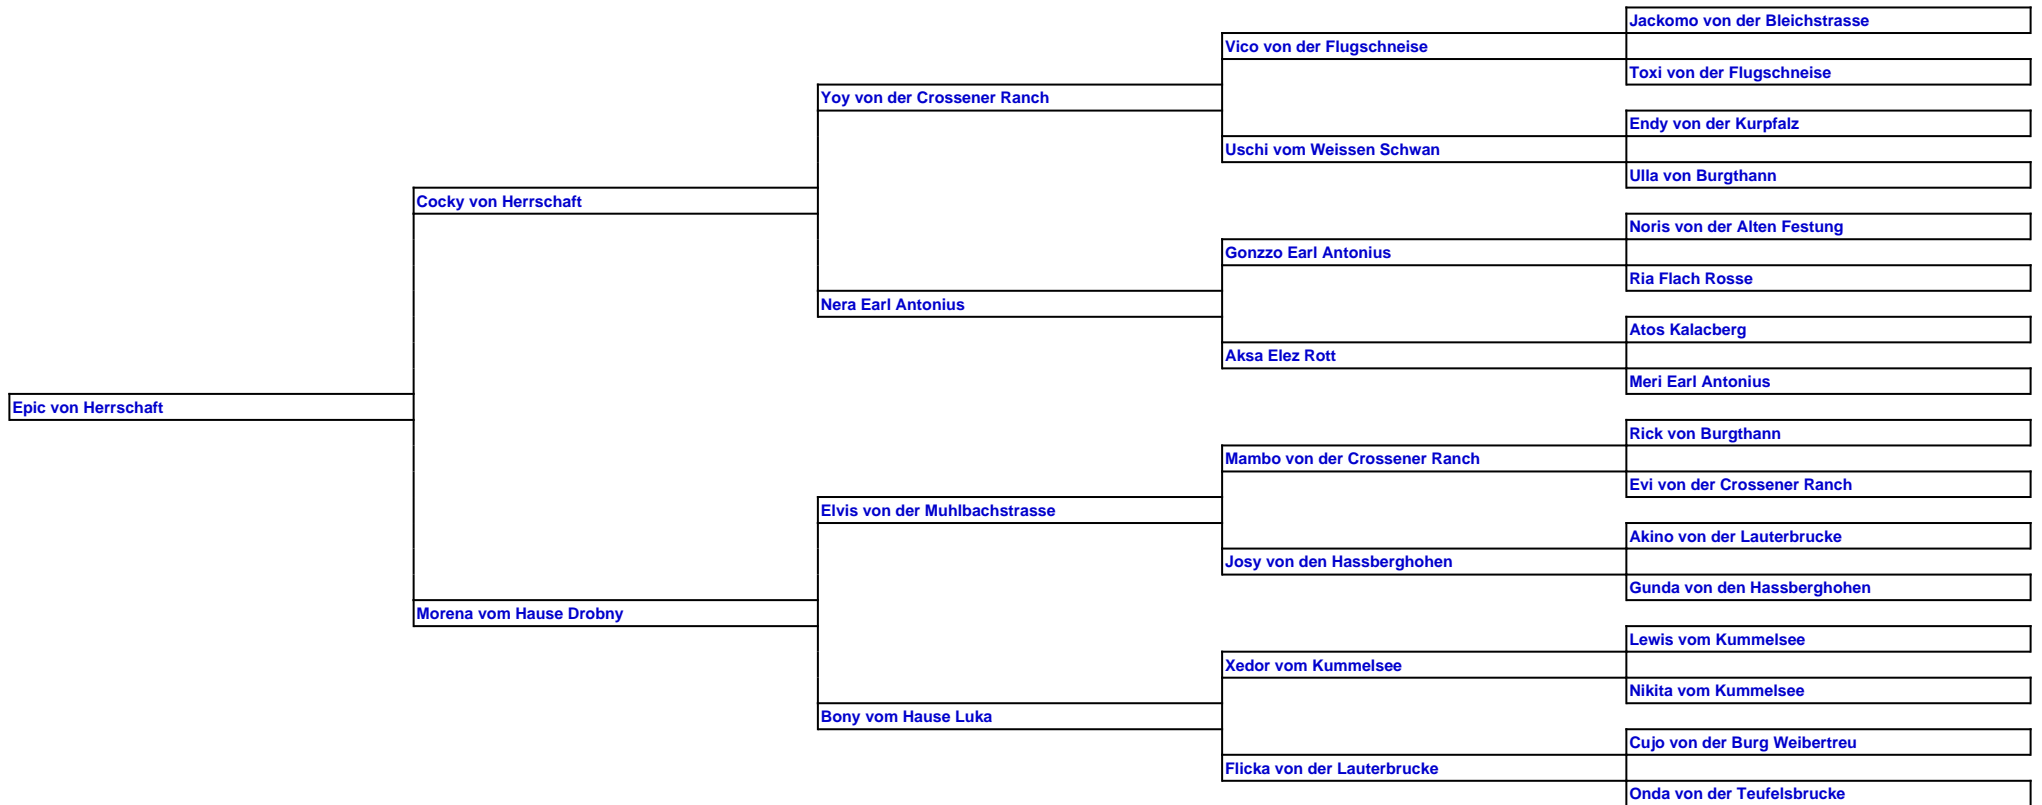 Jackomo von der Bleichstrasse
Vico von der Flugschneise
Toxi von der Flugschneise
Yoy von der Crossener Ranch
Endy von der Kurpfalz
Uschi vom Weissen Schwan
Ulla von Burgthann
Cocky von Herrschaft
Noris von der Alten Festung
Gonzzo Earl Antonius
Ria Flach Rosse
Nera Earl Antonius
Atos Kalacberg
Aksa Elez Rott
Meri Earl Antonius
Epic von Herrschaft
Rick von Burgthann
Mambo von der Crossener Ranch
Evi von der Crossener Ranch
Elvis von der Muhlbachstrasse
Akino von der Lauterbrucke
Josy von den Hassberghohen
Gunda von den Hassberghohen
Morena vom Hause Drobny
Lewis vom Kummelsee
Xedor vom Kummelsee
Nikita vom Kummelsee
Bony vom Hause Luka
Cujo von der Burg Weibertreu
Flicka von der Lauterbrucke
Onda von der Teufelsbrucke